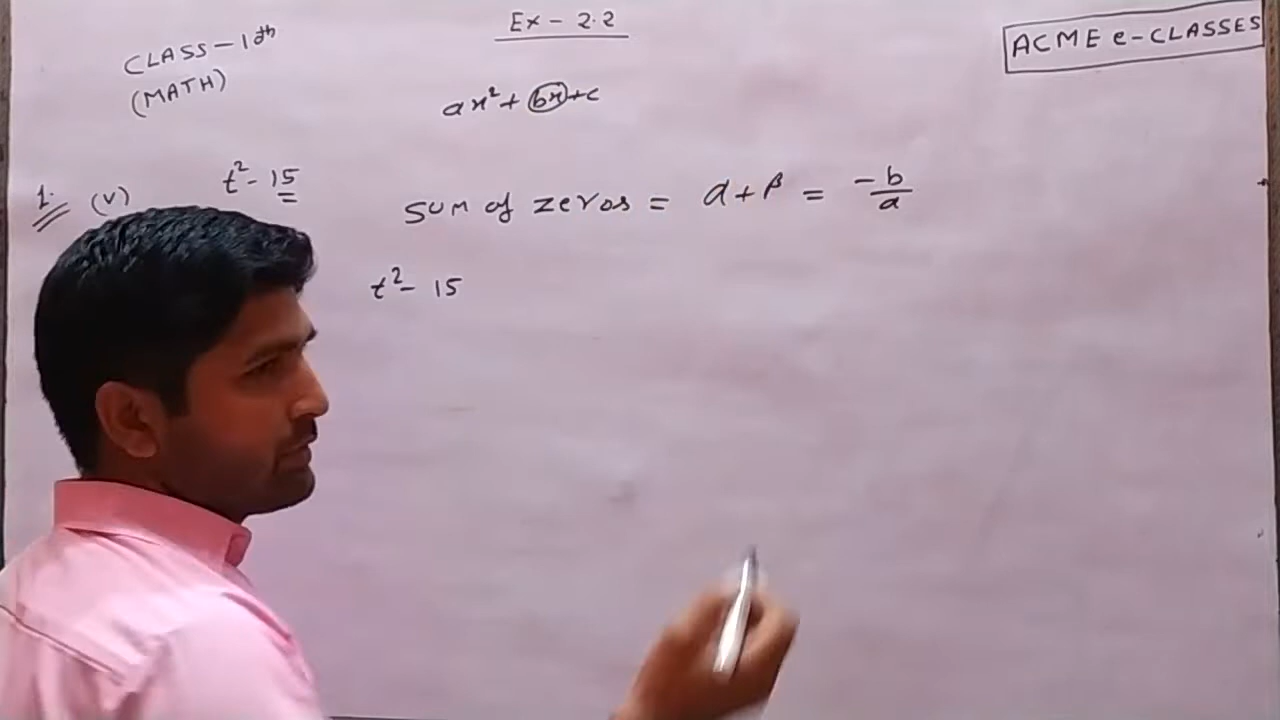 Ex - 2.2
ACME e-CLASSES
CLASS-10th
(MATH)
ax² + bx + c
1. (v) t² - 15
SUM of zeros = α + β = -b/a
t² - 15